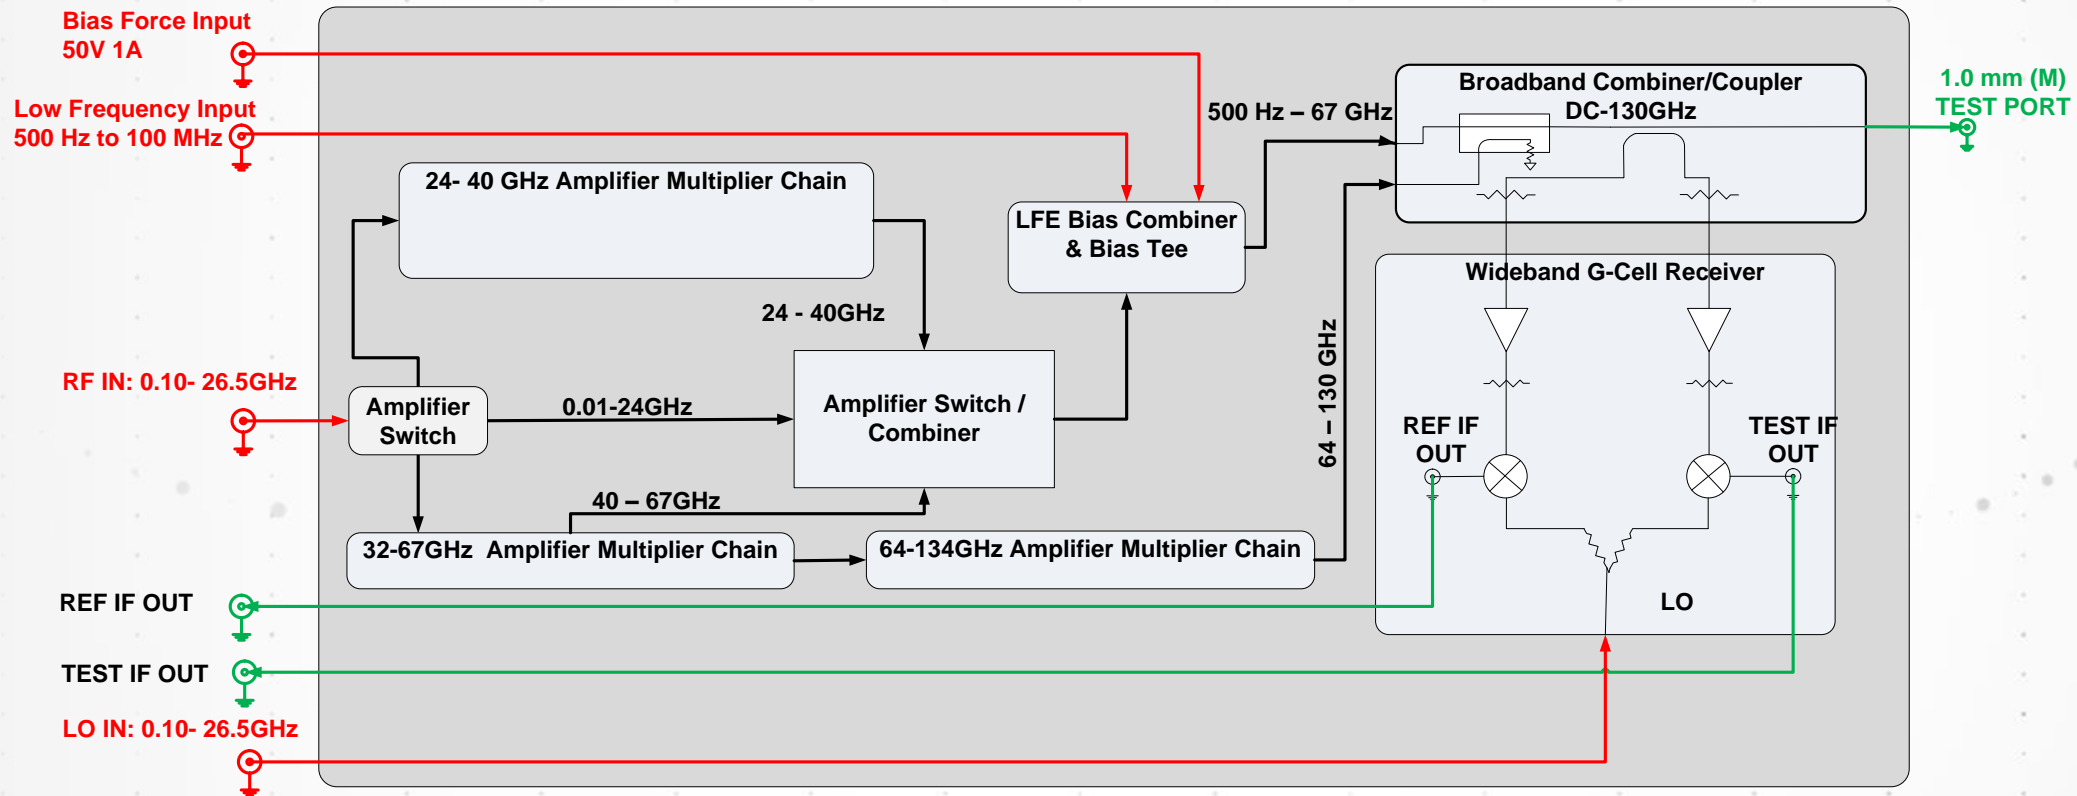 Bias Force Input
50V 1A
Low Frequency Input
500 Hz to 100 MHz
24- 40 GHz Amplifier Multiplier Chain
24 - 40GHz
RF IN: 0.10- 26.5GHz
Amplifier
Switch
0.01-24GHz
Amplifier Switch /
Combiner
40 – 67GHz
32-67GHz  Amplifier Multiplier Chain
64-134GHz Amplifier Multiplier Chain
LFE Bias Combiner
& Bias Tee
500 Hz – 67 GHz
64 – 130 GHz
Broadband Combiner/Coupler
DC-130GHz
1.0 mm (M)
TEST PORT
Wideband G-Cell Receiver
REF IF
OUT
TEST IF
OUT
LO
REF IF OUT
TEST IF OUT
LO IN: 0.10- 26.5GHz